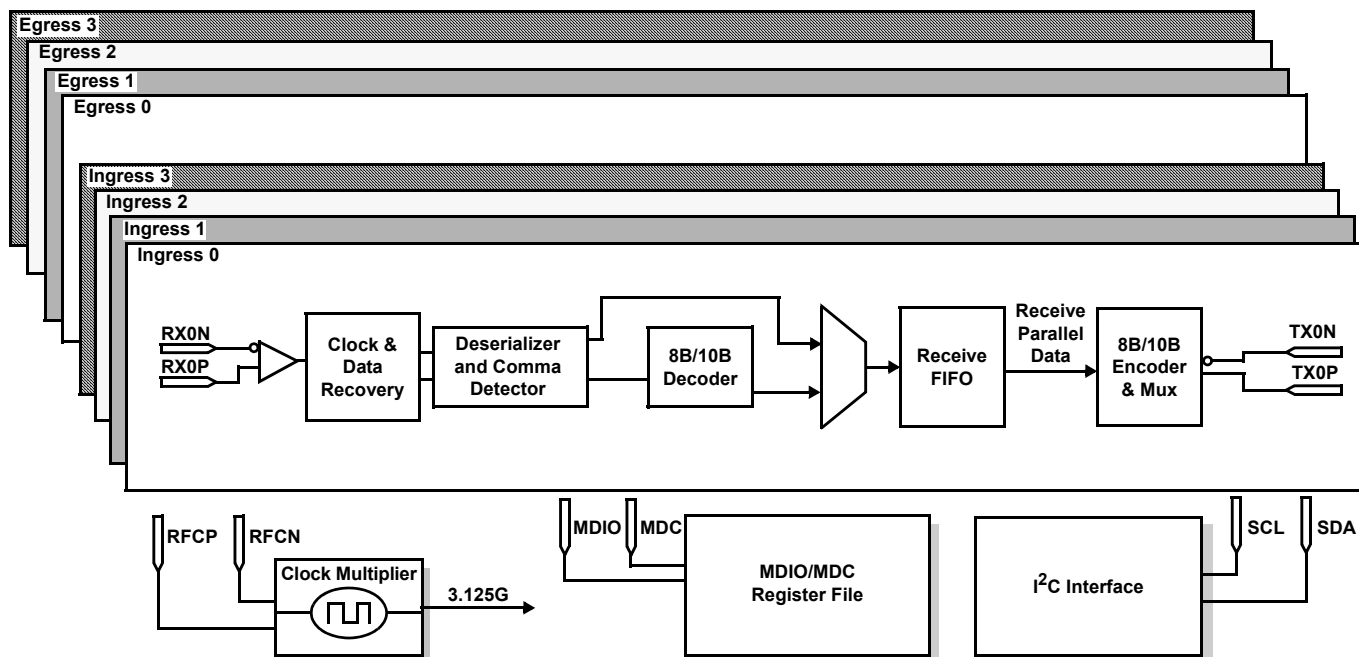 Egress 3
Egress 2
Egress 1
Egress 0
Ingress 3
Ingress 2
Ingress 1
Ingress 0
RX0N
RX0P
Clock &
Data
Recovery
Deserializer
and Comma
Detector
8B/10B
Decoder
Receive
FIFO
Receive
Parallel
Data
8B/10B
Encoder
& Mux
TX0N
TX0P
RFCP
RFCN
Clock Multiplier
3.125G
MDIO
MDC
MDIO/MDC
Register File
I²C Interface
SCL
SDA